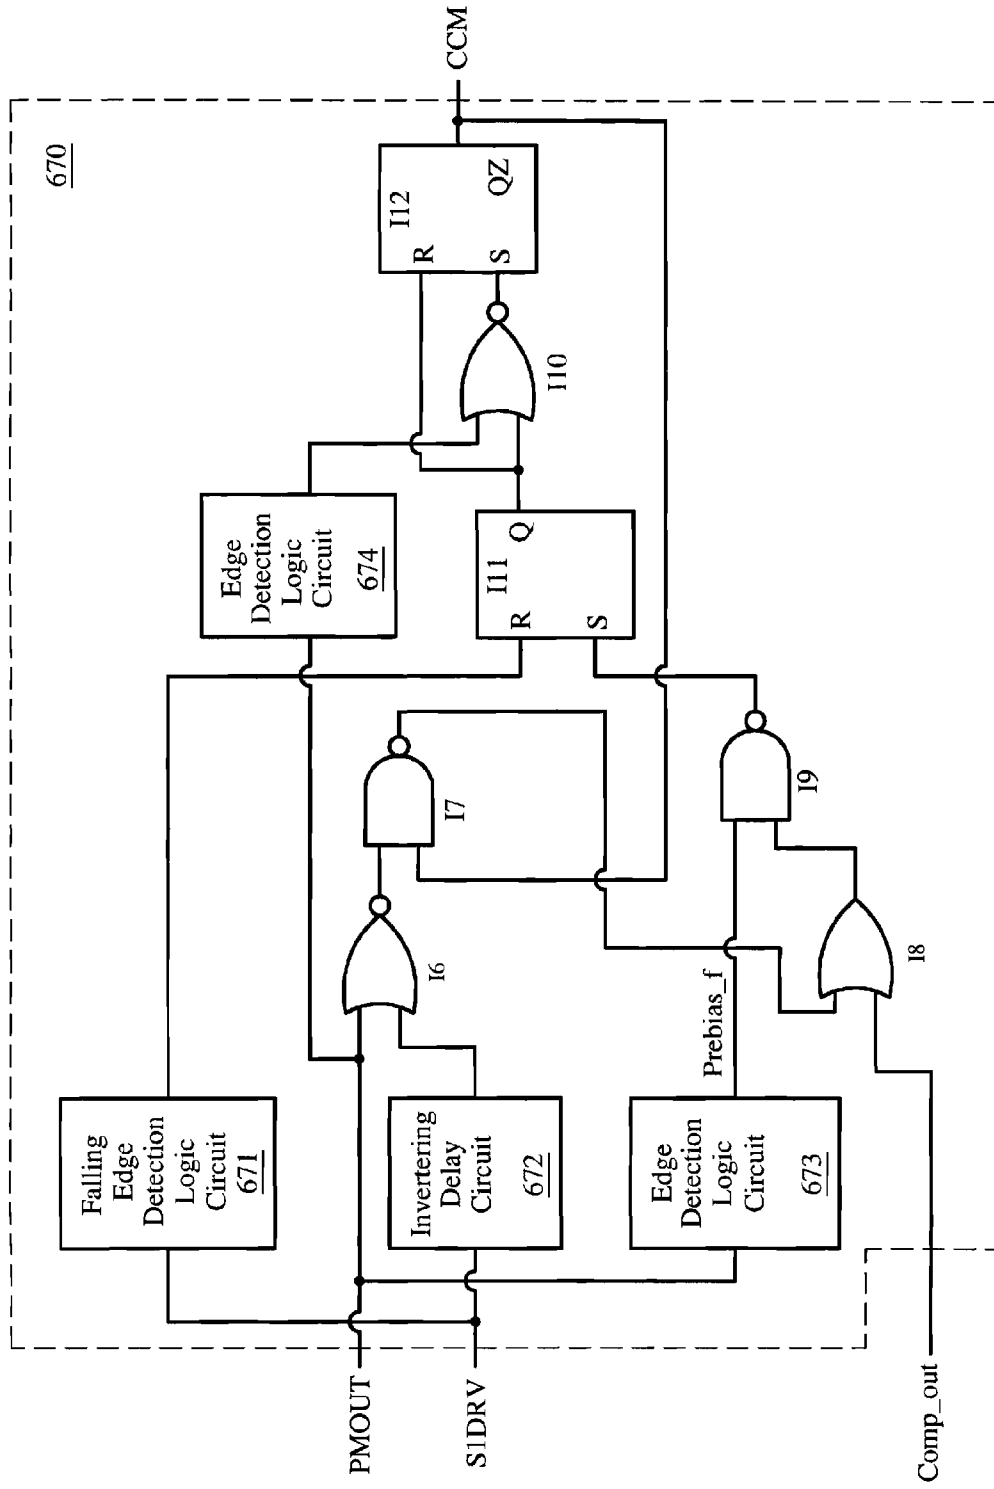 670
Falling
Edge
Detection
Logic
Circuit
671
Edge
Detection
Logic
Circuit
674
I12
R
S
QZ
CCM
PMOUT
S1DRV
Invertering
Delay
Circuit
672
I6
I7
I11
R
S
Q
I10
Edge
Detection
Logic
Circuit
673
Prebias_f
I9
I8
Comp_out